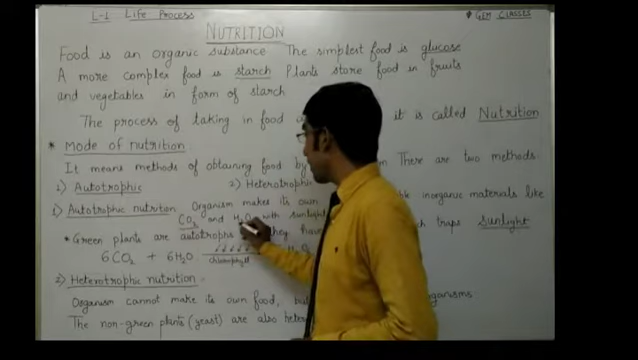 L-1 Life Process
GEM CLASSES
NUTRITION
Food is an organic substance The simplest food is glucose
A more complex food is starch Plants store food in fruits
and vegetables in form of starch
The process of taking in food it is called Nutrition
* Mode of nutrition
It means methods of obtaining food by There are two methods.
1) Autotrophic 2) Heterotrophic
1) Autotrophic nutrition Organism makes its own inorganic materials like
CO2 and H2O with sunlight
* Green plants are autotrophs They traps sunlight
6CO2 + 6H2O chlorophyll
2) Heterotrophic nutrition
Organism cannot make its own food, but organisms
The non-green plants (yeast) are also